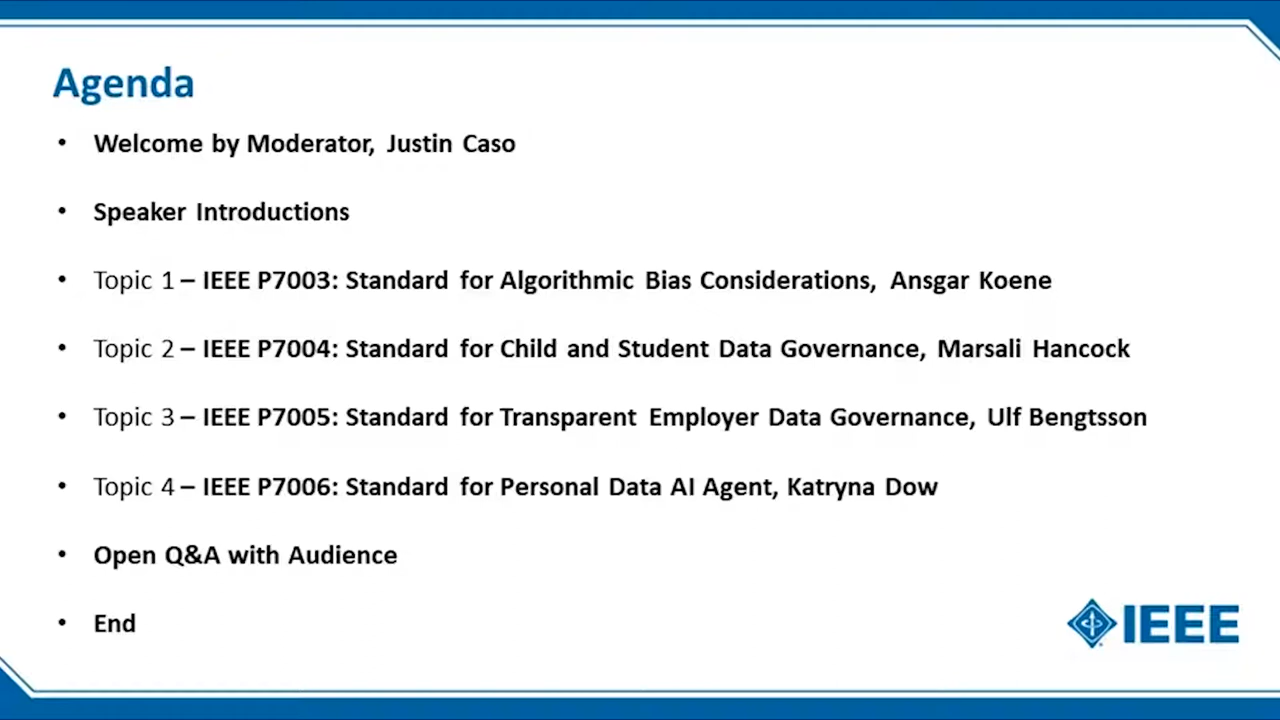 Agenda
• Welcome by Moderator, Justin Caso
• Speaker Introductions
• Topic 1 – IEEE P7003: Standard for Algorithmic Bias Considerations, Ansgar Koene
• Topic 2 – IEEE P7004: Standard for Child and Student Data Governance, Marsali Hancock
• Topic 3 – IEEE P7005: Standard for Transparent Employer Data Governance, Ulf Bengtsson
• Topic 4 – IEEE P7006: Standard for Personal Data AI Agent, Katryna Dow
• Open Q&A with Audience
• End
IEEE